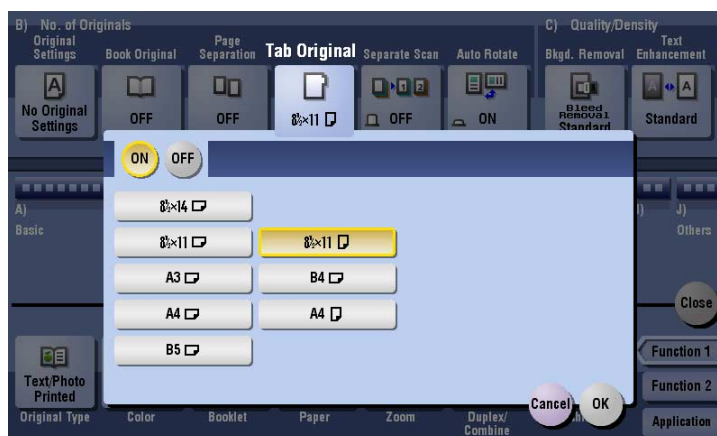 B) No. of Originals
C) Quality/Density
Original Settings
Book Original
Page Separation
Tab Original
Separate Scan
Auto Rotate
Bkgd. Removal
Text Enhancement
No Original Settings
OFF
OFF
8½×11
OFF
ON
Bleed Removal
Standard
Standard
ON
OFF
8½×14
8½×11
8½×11
A3
B4
A4
A4
B5
A)
Basic
J)
Others
Close
Text/Photo Printed
Function 1
Function 2
Cancel
OK
Original Type
Color
Booklet
Paper
Zoom
Duplex/
Combine
Application